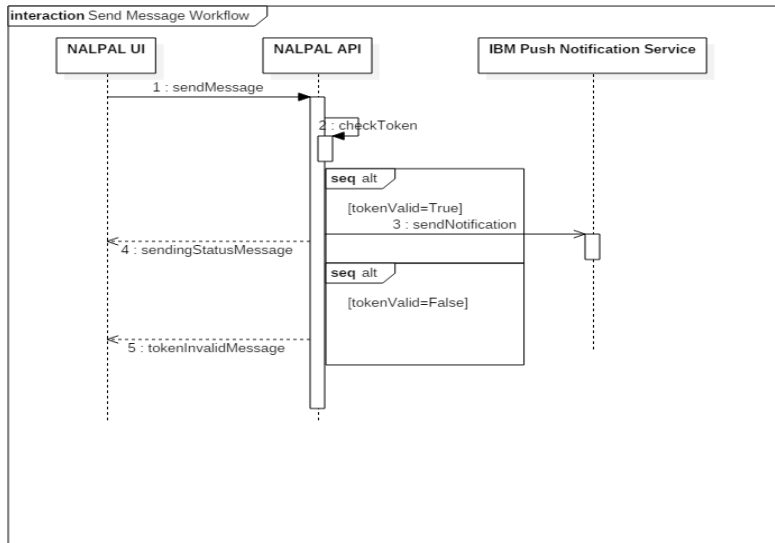 interaction Send Message Workflow
NALPAL UI
NALPAL API
IBM Push Notification Service
1 : sendMessage
2 : checkToken
seq alt
[tokenValid=True]
3 : sendNotification
4 : sendingStatusMessage
seq alt
[tokenValid=False]
5 : tokenInvalidMessage